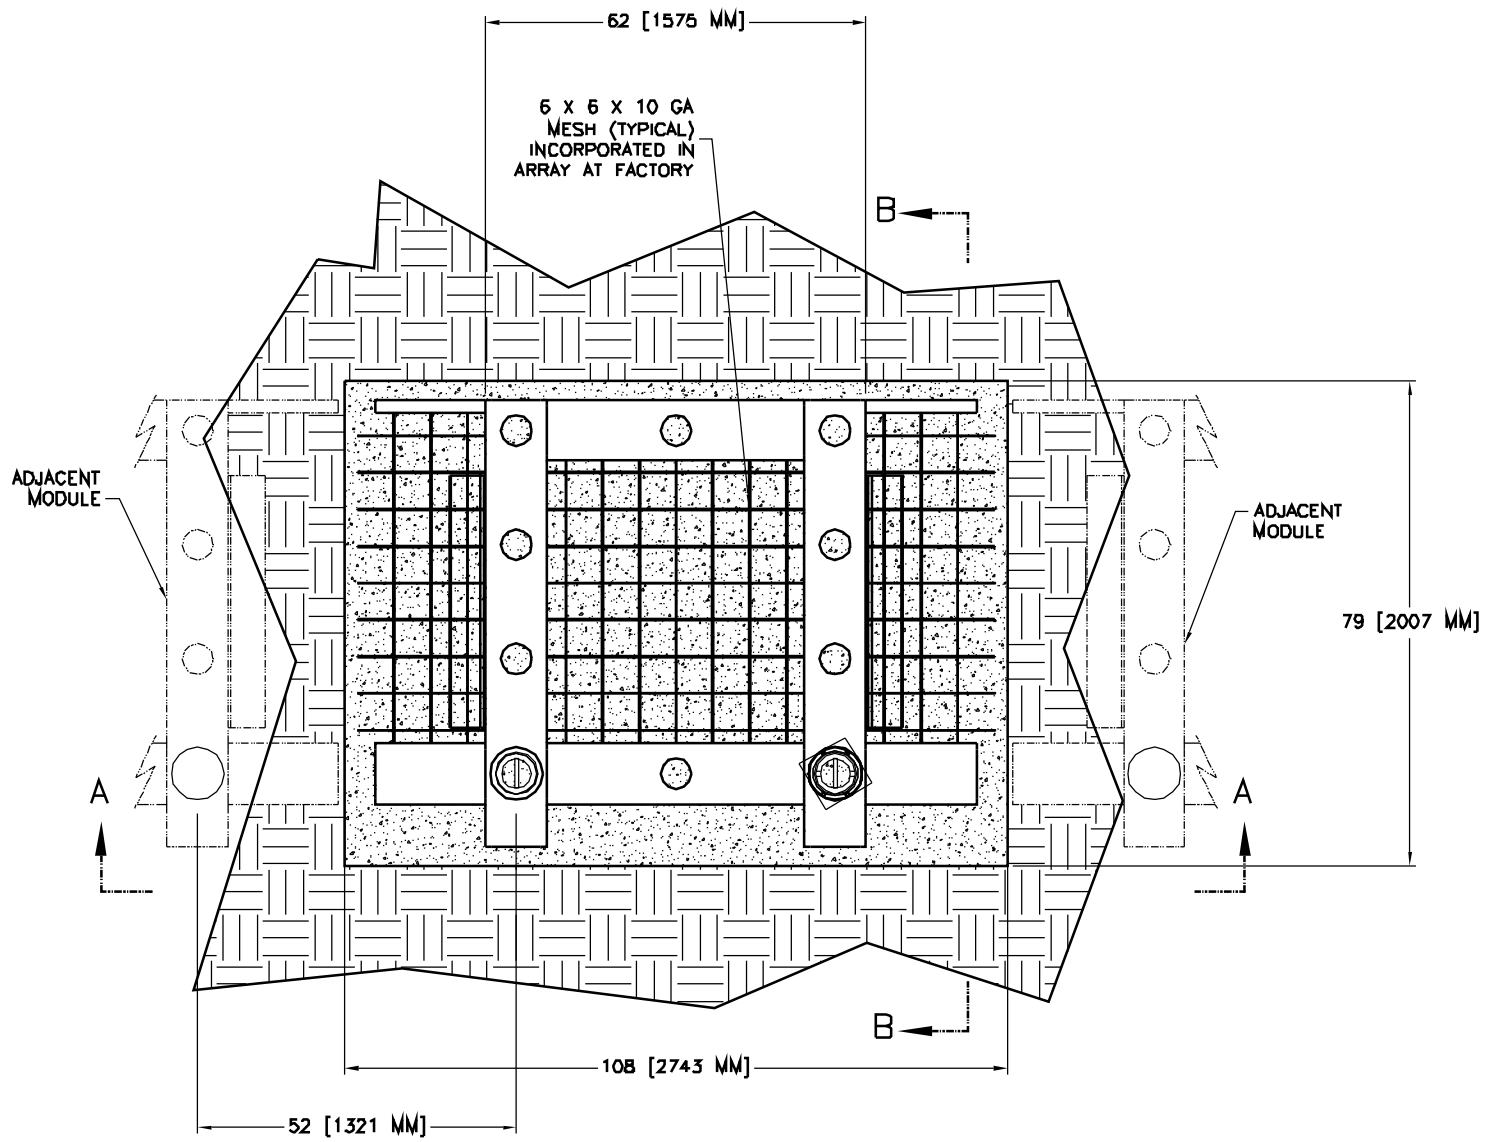 62 [1575 MM]
6 X 6 X 10 GA
MESH (TYPICAL)
INCORPORATED IN
ARRAY AT FACTORY
B
ADJACENT
MODULE
ADJACENT
MODULE
79 [2007 MM]
A
A
B
108 [2743 MM]
52 [1321 MM]